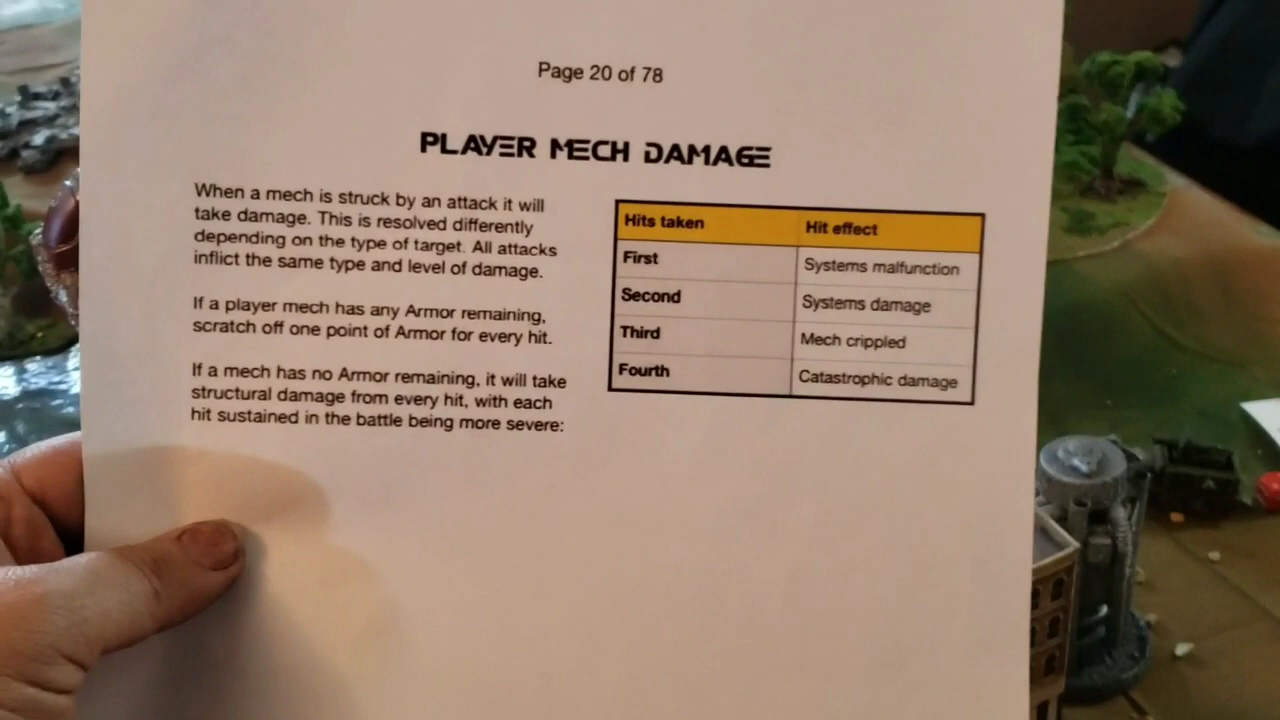 Page 20 of 78
PLAYER MECH DAMAGE
When a mech is struck by an attack it will
take damage. This is resolved differently
depending on the type of target. All attacks
inflict the same type and level of damage.
If a player mech has any Armor remaining,
scratch off one point of Armor for every hit.
If a mech has no Armor remaining, it will take
structural damage from every hit, with each
hit sustained in the battle being more severe:
Hits taken Hit effect
First Systems malfunction
Second Systems damage
Third Mech crippled
Fourth Catastrophic damage